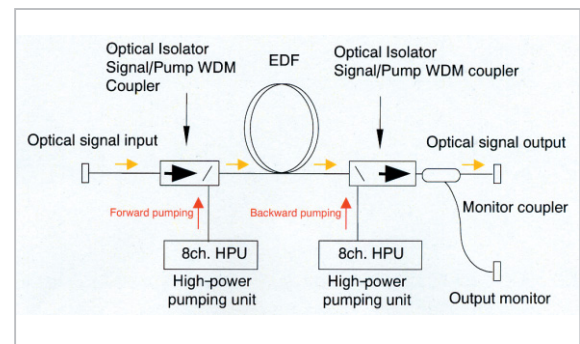 Optical Isolator
Signal/Pump WDM
Coupler
EDF
Optical Isolator
Signal/Pump WDM coupler
Optical signal input
Optical signal output
Forward pumping
Backward pumping
Monitor coupler
8ch. HPU
8ch. HPU
High-power
pumping unit
High-power
pumping unit
Output monitor